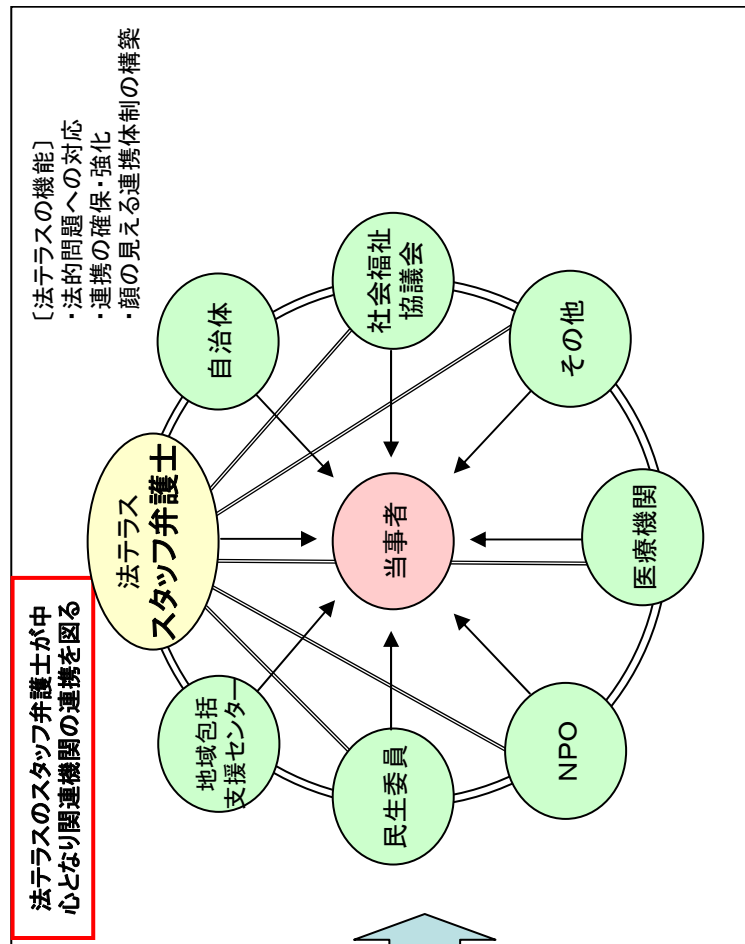 法テラスのスタッフ弁護士が中
心となり関連機関の連携を図る
〔法テラスの機能〕
・法的問題への対応
・連携の確保・強化
・顔の見える連携体制の構築
法テラス
スタッフ弁護士
自治体
社会福祉
協議会
その他
医療機関
NPO
民生委員
地域包括
支援センター
当事者